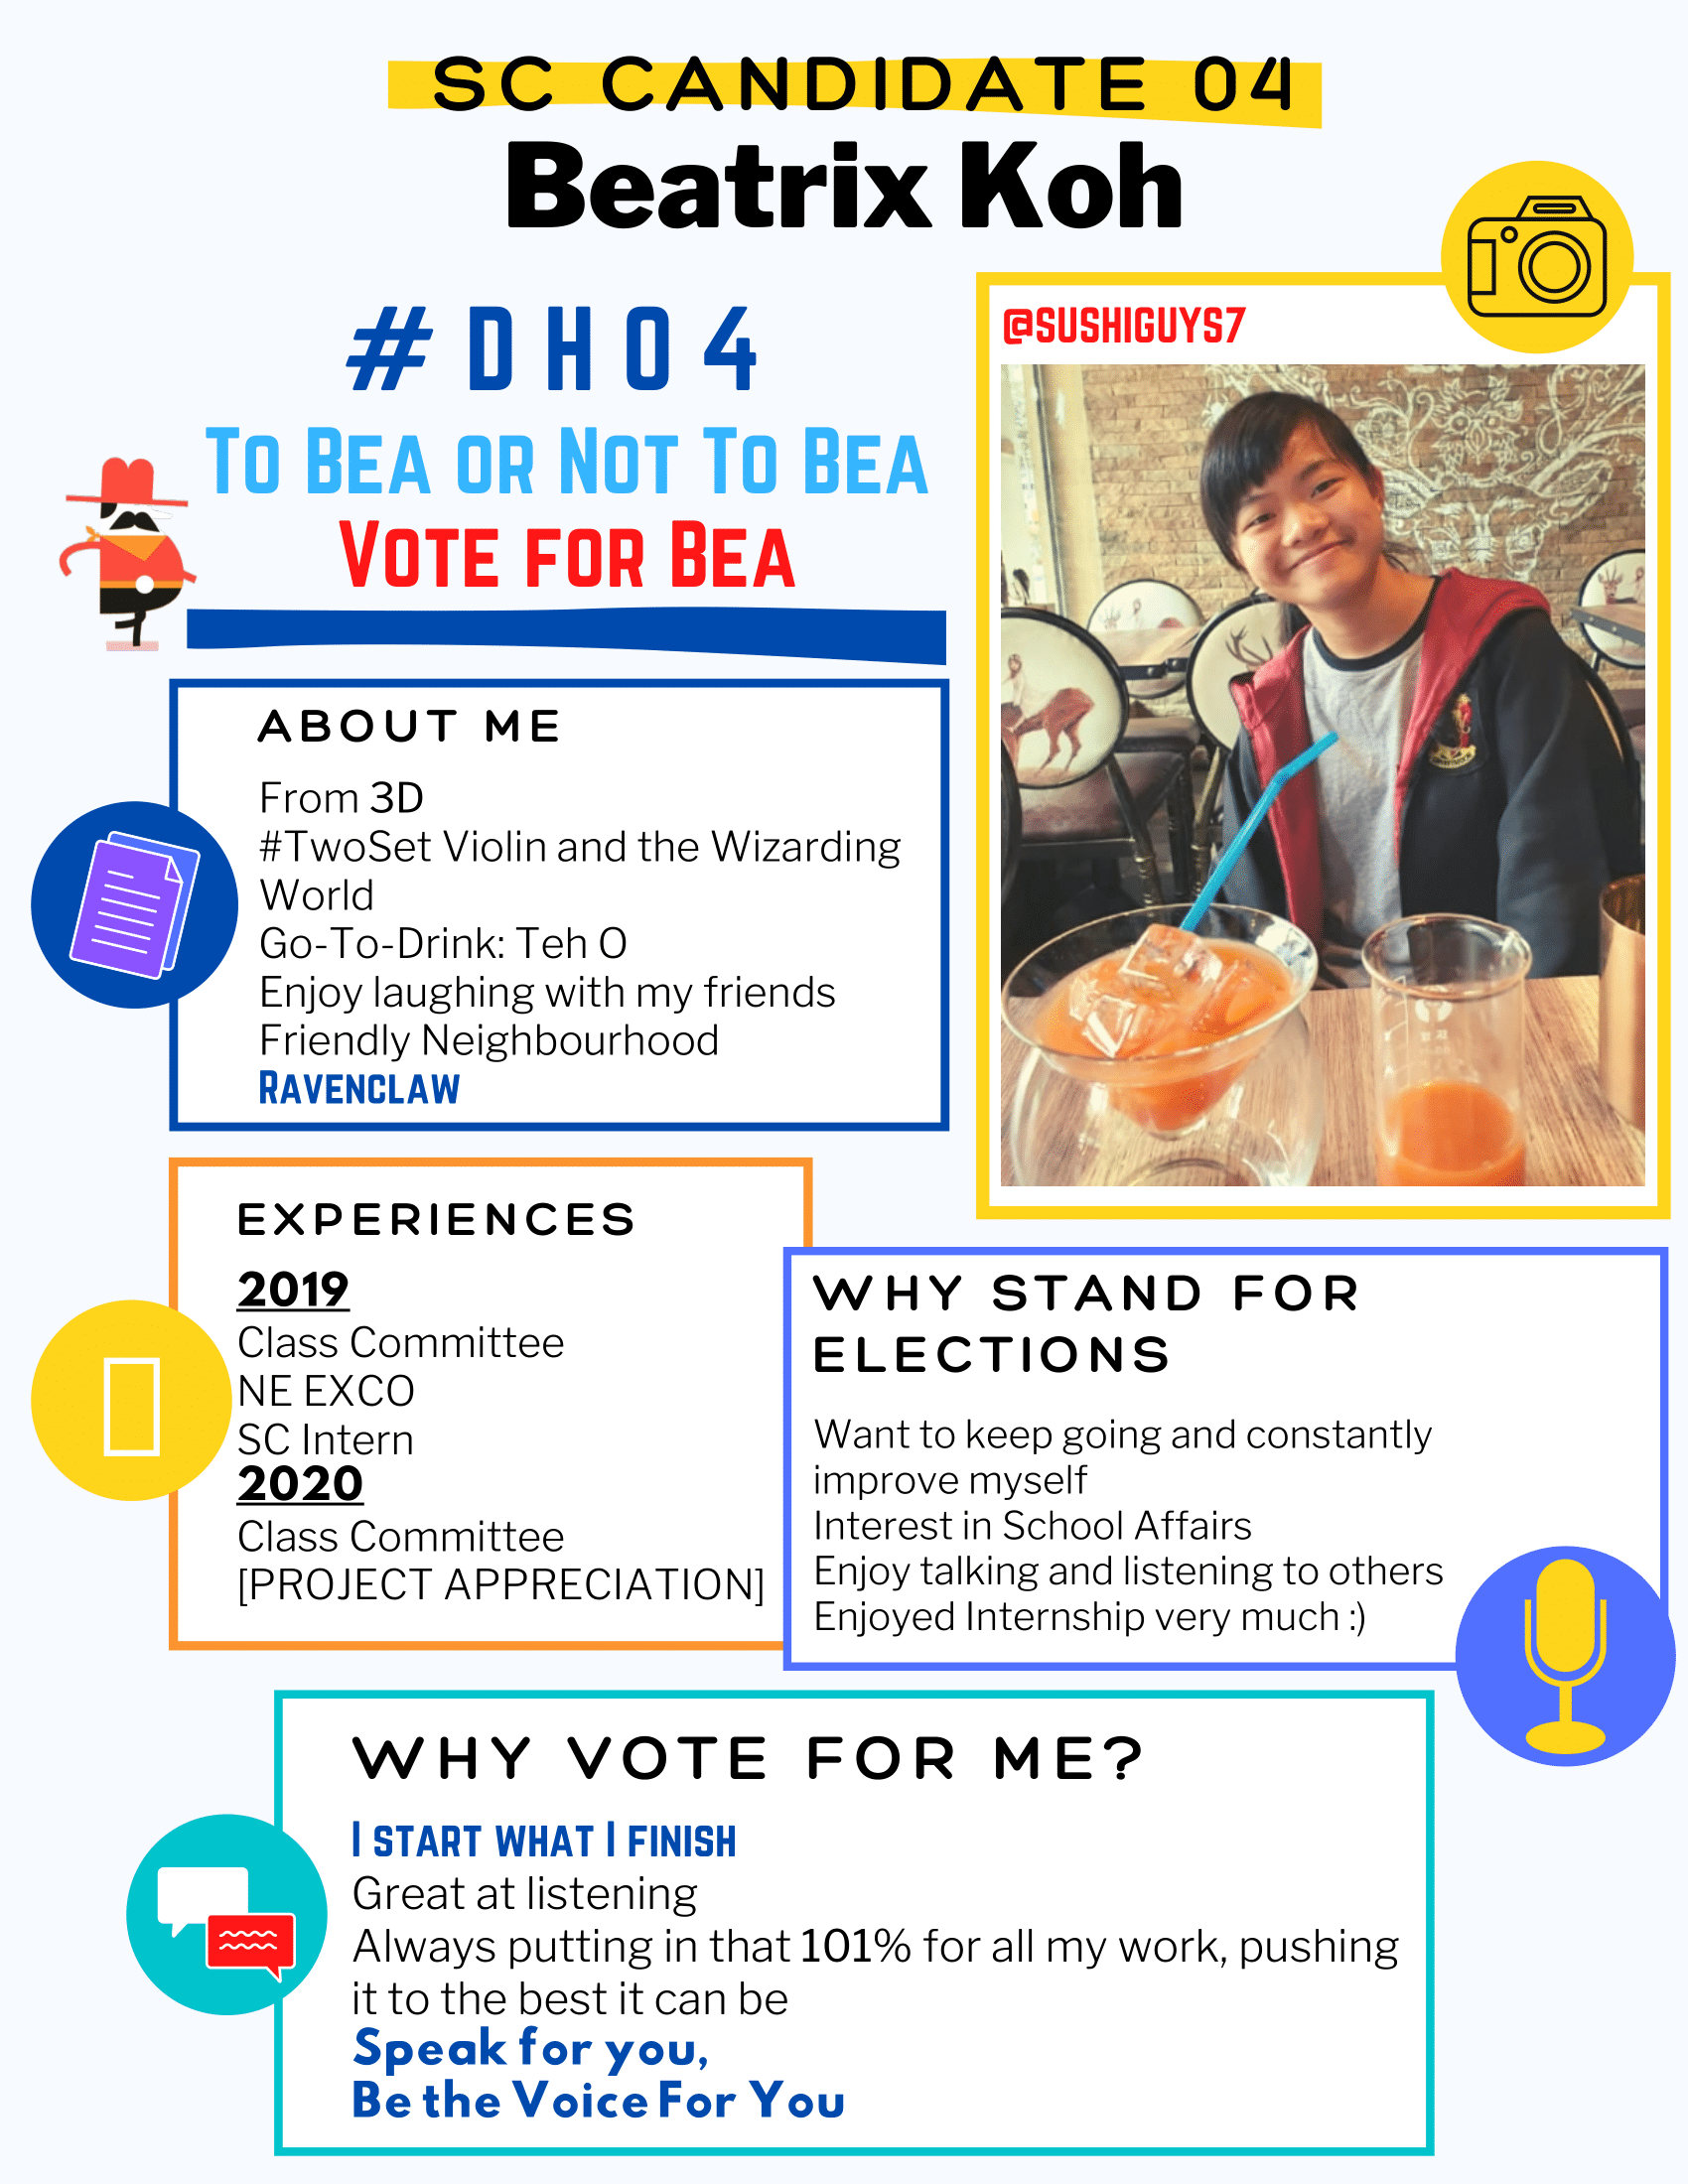 SC CANDIDATE 04
Beatrix Koh
#DH04
To Bea or Not To Bea
Vote for Bea
@SUSHIGUYS7
ABOUT ME
From 3D
#TwoSet Violin and the Wizarding
World
Go-To-Drink: Teh O
Enjoy laughing with my friends
Friendly Neighbourhood
Ravenclaw
EXPERIENCES
2019
Class Committee
NE EXCO
SC Intern
2020
Class Committee
[PROJECT APPRECIATION]
WHY STAND FOR
ELECTIONS
Want to keep going and constantly
improve myself
Interest in School Affairs
Enjoy talking and listening to others
Enjoyed Internship very much :)
WHY VOTE FOR ME?
I start what I finish
Great at listening
Always putting in that 101% for all my work, pushing
it to the best it can be
Speak for you,
Be the Voice For You